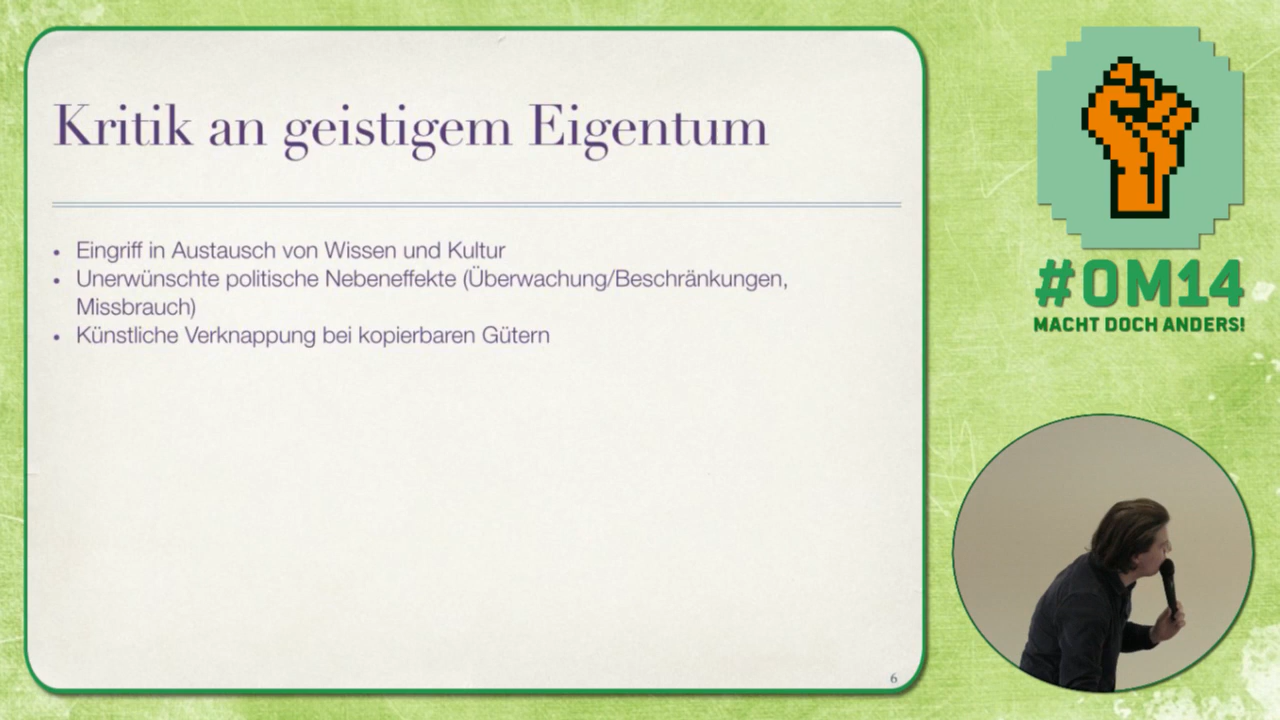 Kritik an geistigem Eigentum
• Eingriff in Austausch von Wissen und Kultur
• Unerwünschte politische Nebeneffekte (Überwachung/Beschränkungen,
Missbrauch)
• Künstliche Verknappung bei kopierbaren Gütern
6
#OM14
MACHT DOCH ANDERS!